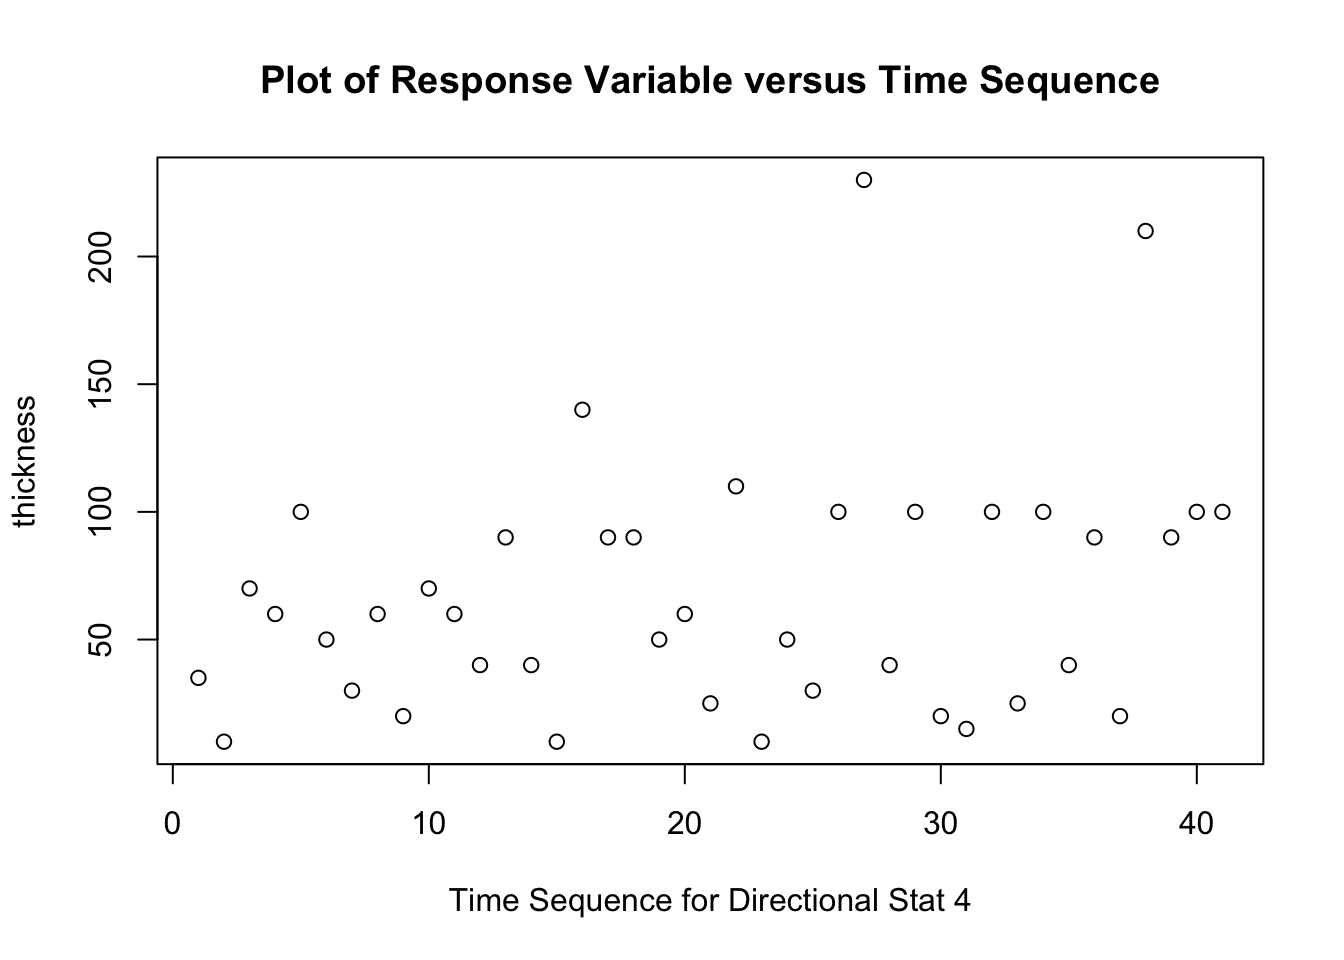 Plot of Response Variable versus Time Sequence
thickness
200
150
100
50
0 10 20 30 40
Time Sequence for Directional Stat 4